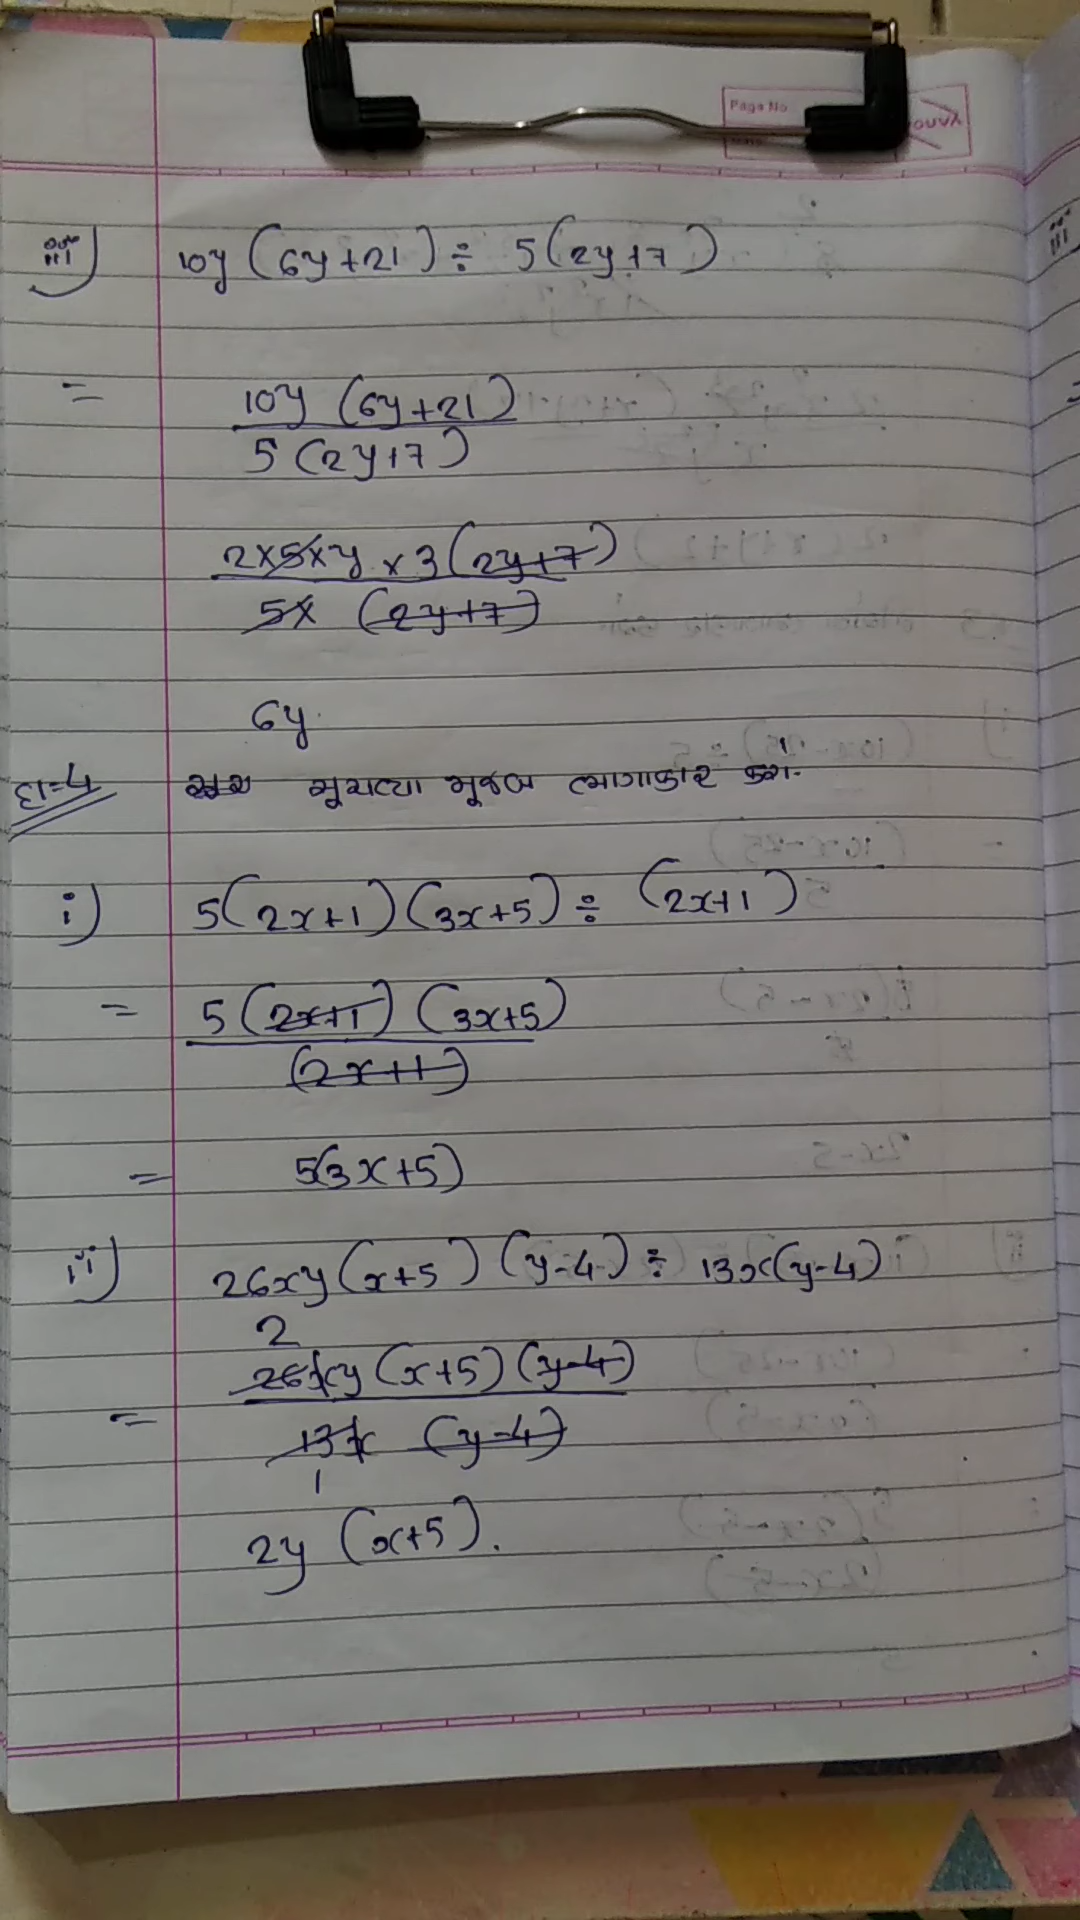 Page No
YOUVA
iii) 10y (6y+21) ÷ 5(2y+7)
= 10y (6y+21)
5 (2y+7)
2×5×y × 3 (2y+7)
5× (2y+7)
6y
भागाकार करा.
i) 5(2x+1)(3x+5) ÷ (2x+1)
= 5(2x+1) (3x+5)
(2x+1)
= 5(3x+5)
ii) 26xy(x+5) (y-4) ÷ 13x(y-4)
2
= 26xy (x+5) (y-4)
13x (y-4)
1
2y (x+5).